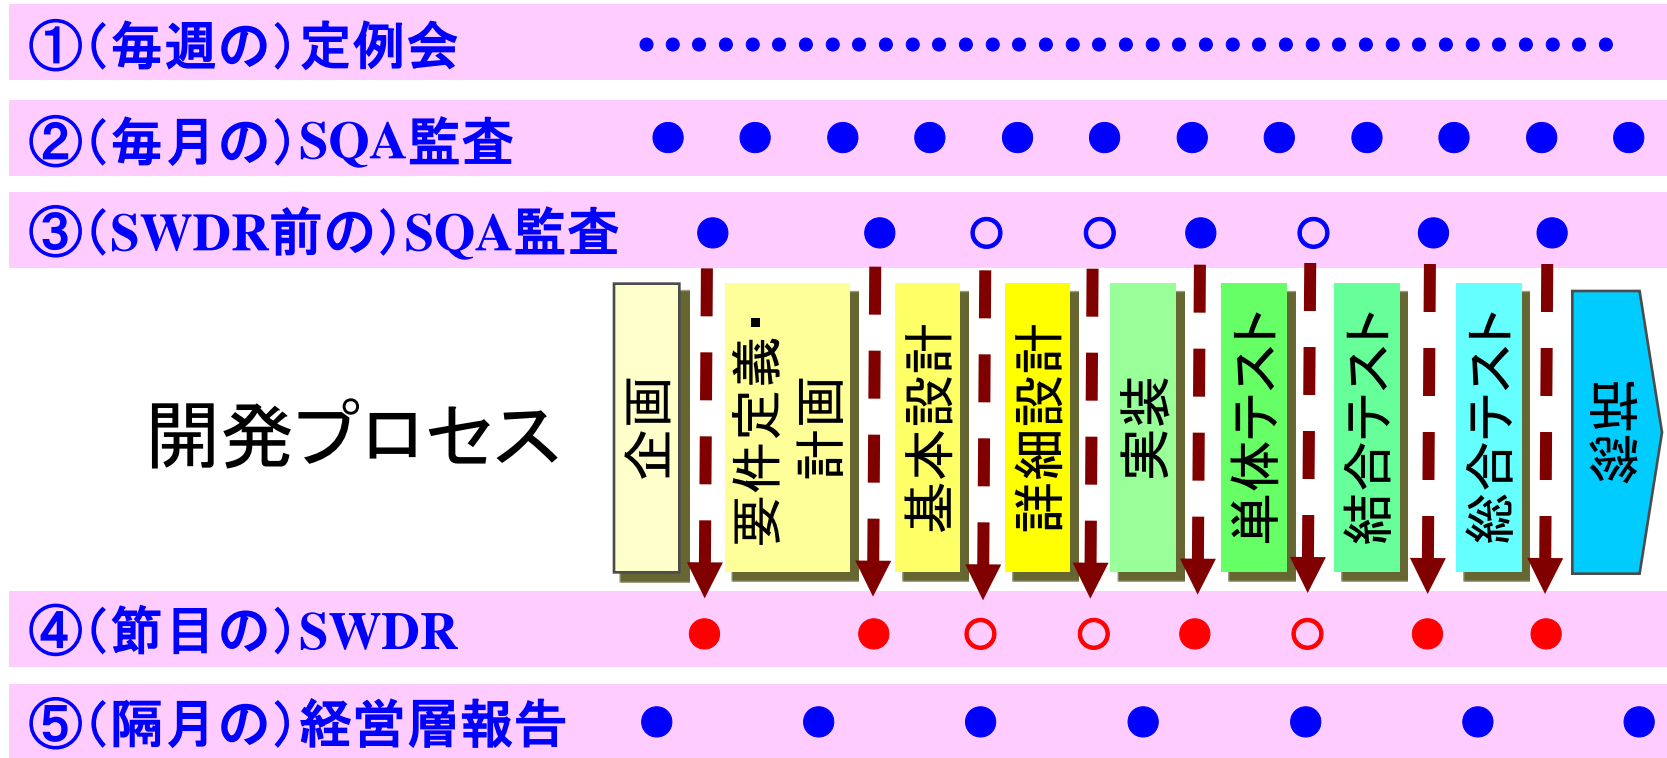 ①（毎週の）定例会
②（毎月の）SQA監査
③（SWDR前の）SQA監査
開発プロセス
企画
要件定義・
計画
基本設計
詳細設計
実装
単体テスト
結合テスト
総合テスト
総括
④（節目の）SWDR
⑤（隔月の）経営層報告